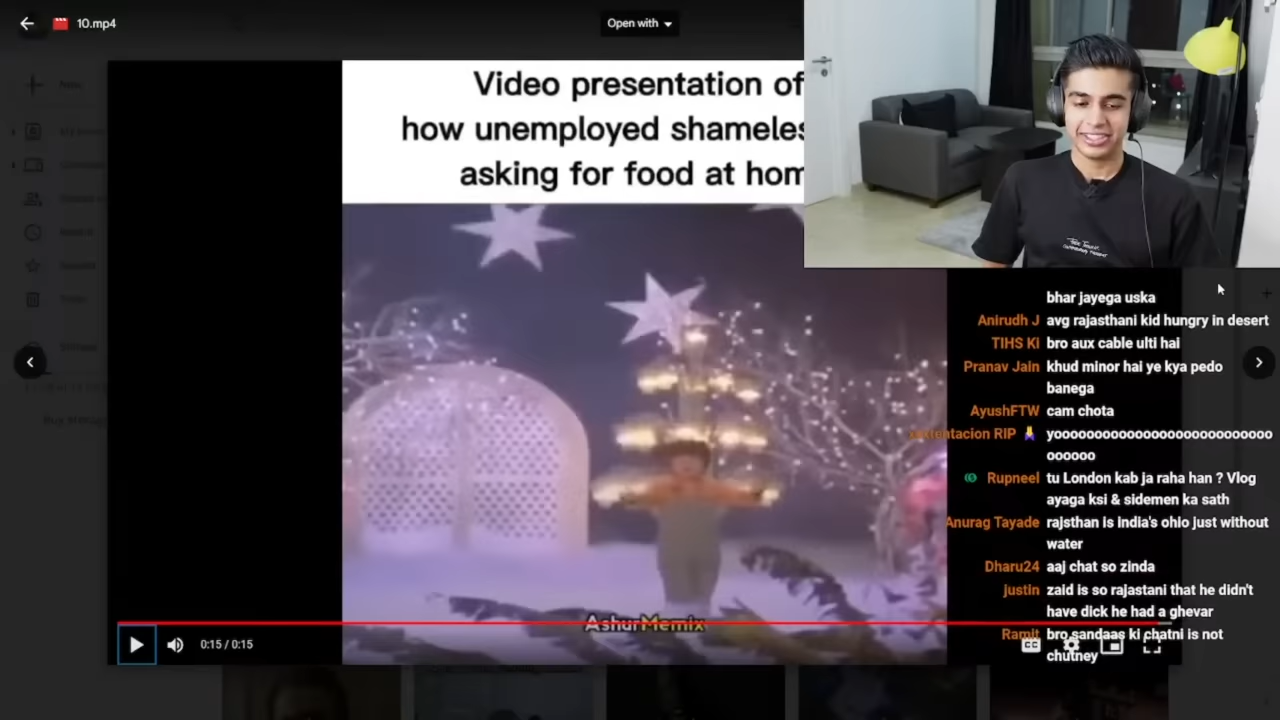 10.mp4
Open with
Video presentation of
how unemployed shameles
asking for food at hom
bhar jayega uska
Anirudh J avg rajasthani kid hungry in desert
TIHS Ki bro aux cable ulti hai
Pranav Jain khud minor hai ye kya pedo
banega
AyushFTW cam chota
RIP yooooooooooooooooooooooooooo
oooooo
Rupneel tu London kab ja raha han ? Vlog
ayaga ksi & sidemen ka sath
Anurag Tayade rajsthan is india's ohio just without
water
Dharu24 aaj chat so zinda
justin zaid is so rajastani that he didn't
have dick he had a ghevar
Ramit bro sandaas ki chatni is not
chutney
AshurMemix
0:15 / 0:15
CC